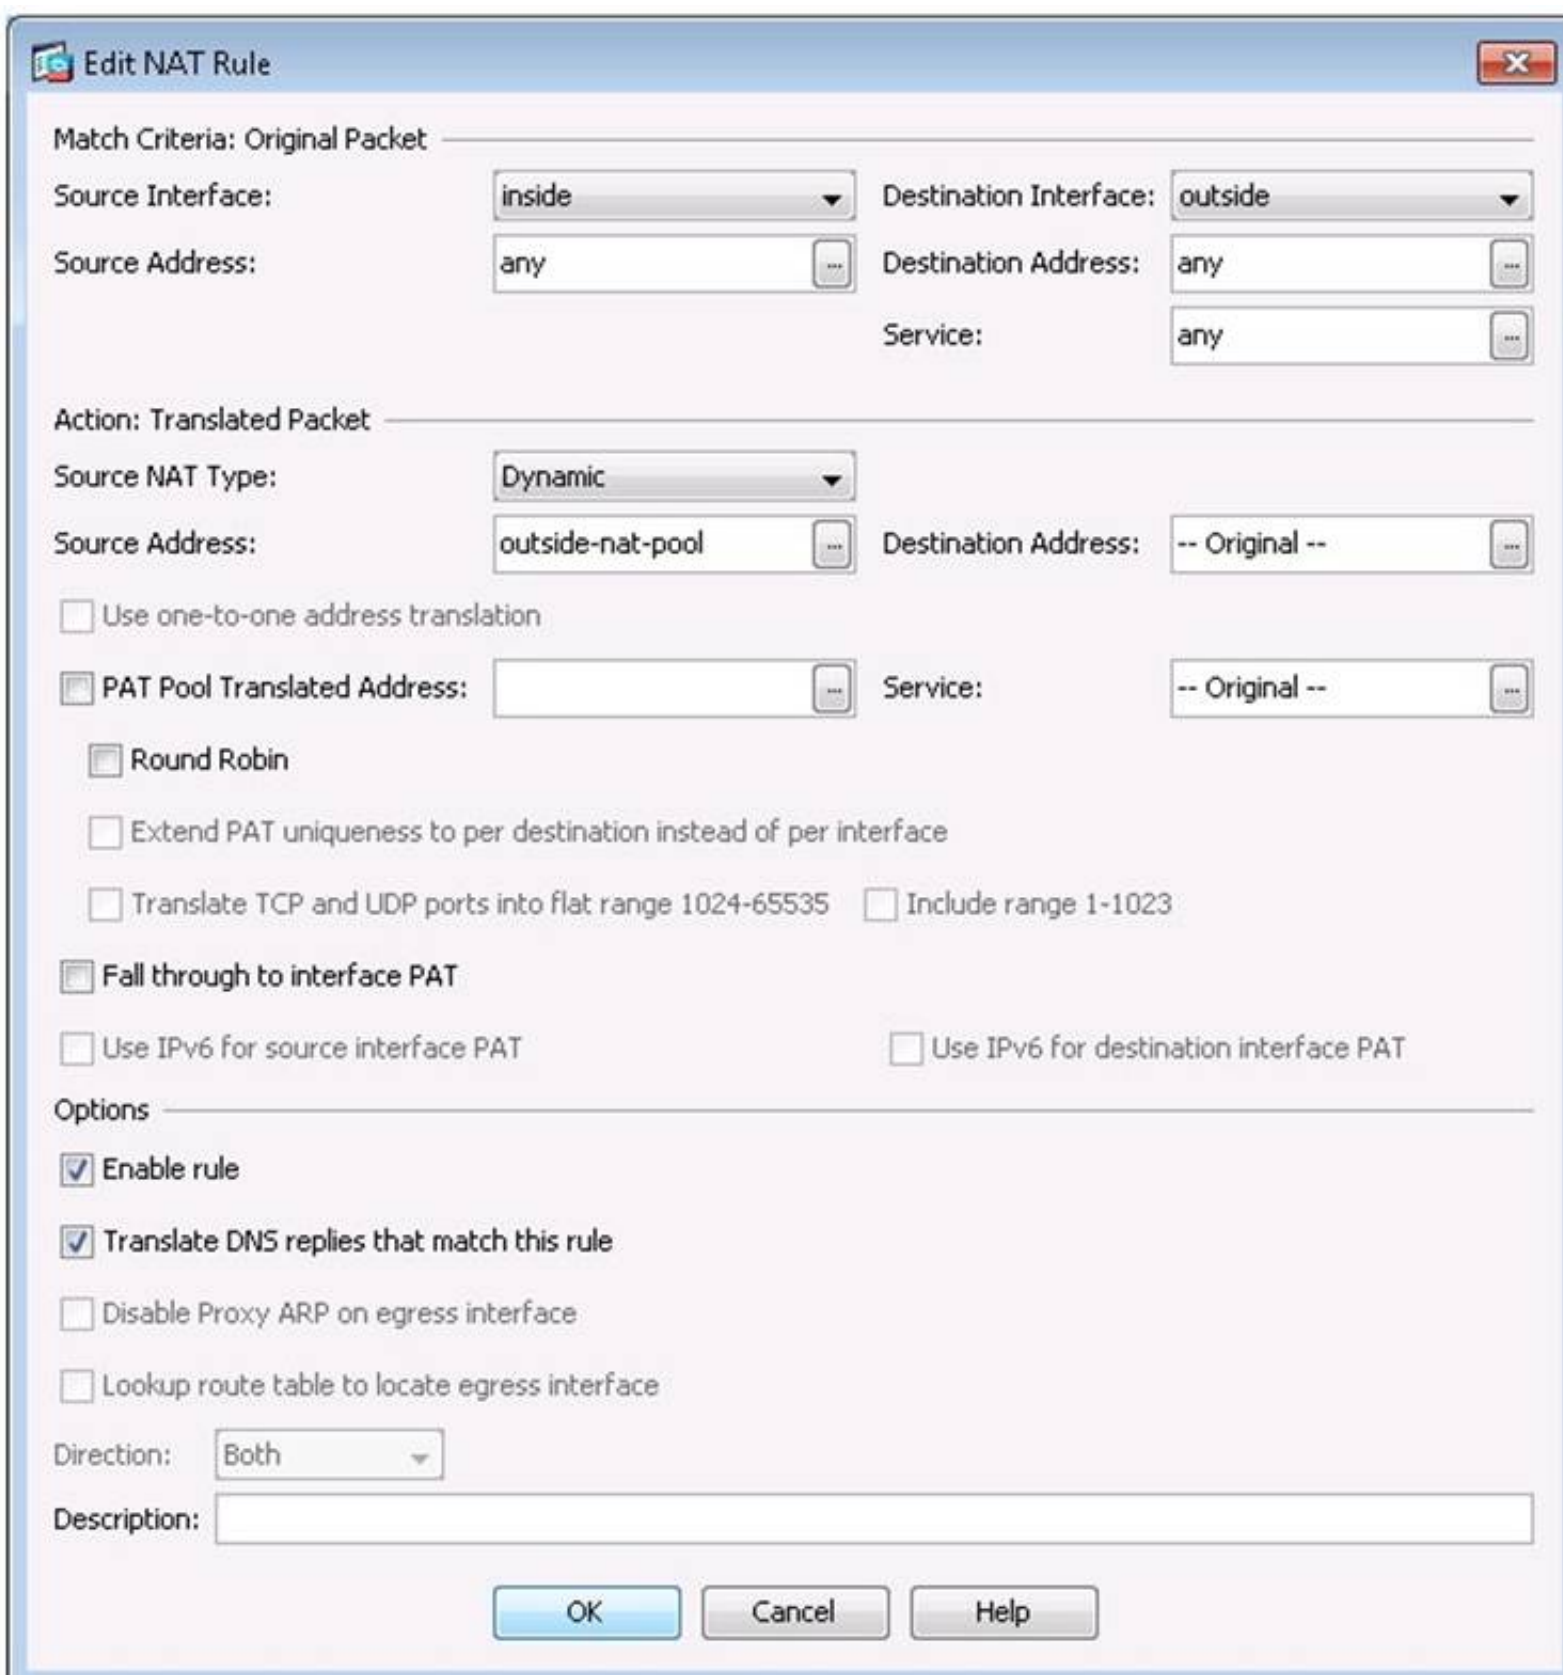 Edit NAT Rule
Match Criteria: Original Packet
Source Interface: inside Destination Interface: outside
Source Address: any ... Destination Address: any ...
Service: any ...
Action: Translated Packet
Source NAT Type: Dynamic
Source Address: outside-nat-pool ... Destination Address: -- Original -- ...
Use one-to-one address translation
PAT Pool Translated Address: ... Service: -- Original -- ...
Round Robin
Extend PAT uniqueness to per destination instead of per interface
Translate TCP and UDP ports into flat range 1024-65535 Include range 1-1023
Fall through to interface PAT
Use IPv6 for source interface PAT Use IPv6 for destination interface PAT
Options
Enable rule
Translate DNS replies that match this rule
Disable Proxy ARP on egress interface
Lookup route table to locate egress interface
Direction: Both
Description:
OK Cancel Help